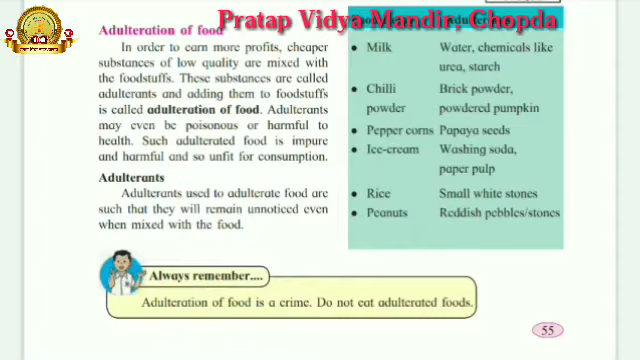 Pratap Vidya Mandir, Chopda
Adulteration of food
In order to earn more profits, cheaper
substances of low quality are mixed with
the foodstuffs. These substances are called
adulterants and adding them to foodstuffs
is called adulteration of food. Adulterants
may even be poisonous or harmful to
health. Such adulterated food is impure
and harmful and so unfit for consumption.
Adulterants
Adulterants used to adulterate food are
such that they will remain unnoticed even
when mixed with the food.
• Milk Water, chemicals like
urea, starch
• Chilli Brick powder,
powder powdered pumpkin
• Pepper corns Papaya seeds
• Ice-cream Washing soda,
paper pulp
• Rice Small white stones
• Peanuts Reddish pebbles/stones
Always remember....
Adulteration of food is a crime. Do not eat adulterated foods.
55